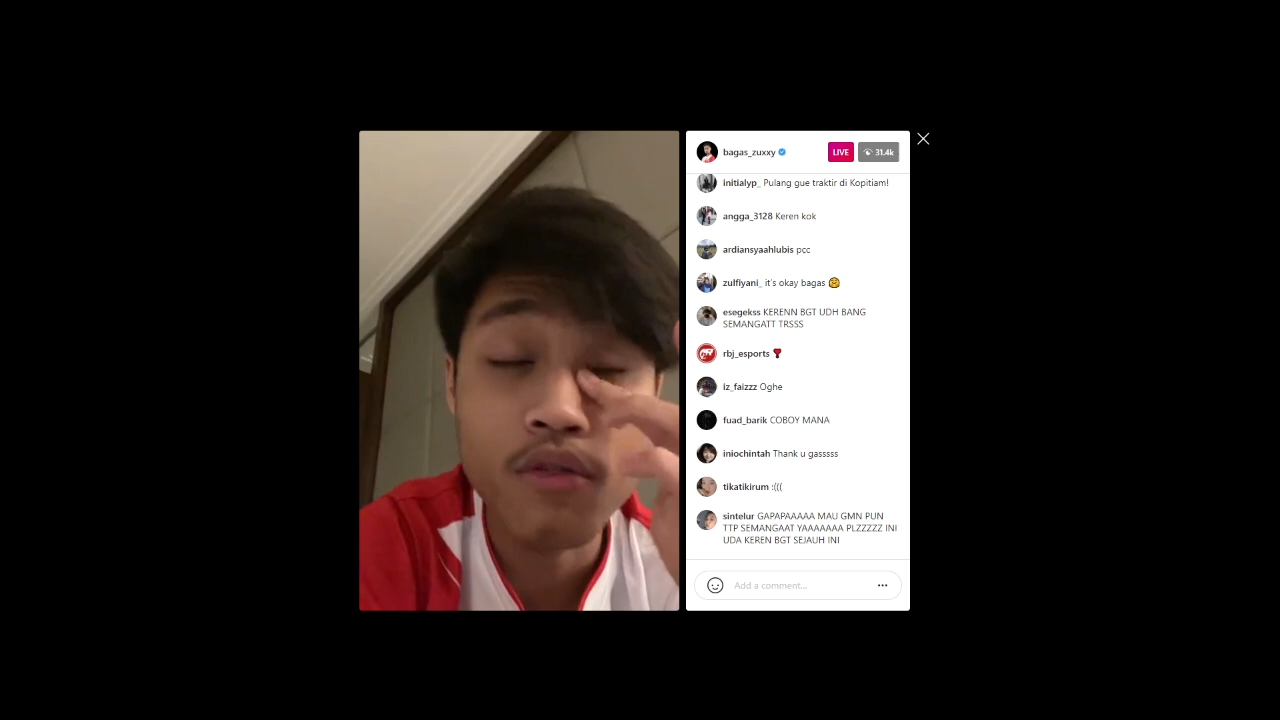 bagas_zuxxy
LIVE
31.4k
initialyp_ Pulang gue traktir di Kopitiam!
angga_3128 Keren kok
ardiansyaahlubis pcc
zulfiyani_ it's okay bagas
esegekss KERENN BGT UDH BANG
SEMANGATT TRSSS
rbj_esports
iz_faizzz Oghe
fuad_barik COBOY MANA
iniochintah Thank u gasssss
tikatikirum :(((
sintelur GAPAPAAAAA MAU GMN PUN
TTP SEMANGAAT YAAAAAAA PLZZZZZ INI
UDA KEREN BGT SEJAUH INI
Add a comment...